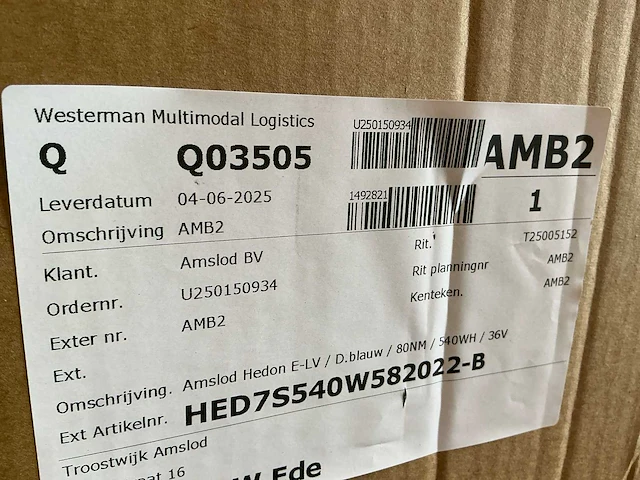 Westerman Multimodal Logistics
Q Q03505
U250150934
AMB2
Leverdatum 04-06-2025
1492821
1
Omschrijving AMB2
Klant. Amslod BV
Rit. T25005152
Ordernr. U250150934
Rit planningnr AMB2
Exter nr. AMB2
Kenteken. AMB2
Ext.
Omschrijving. Amslod Hedon E-LV / D.blauw / 80NM / 540WH / 36V
Ext Artikelnr. HED7S540W582022-B
Troostwijk Amslod
16
Ede